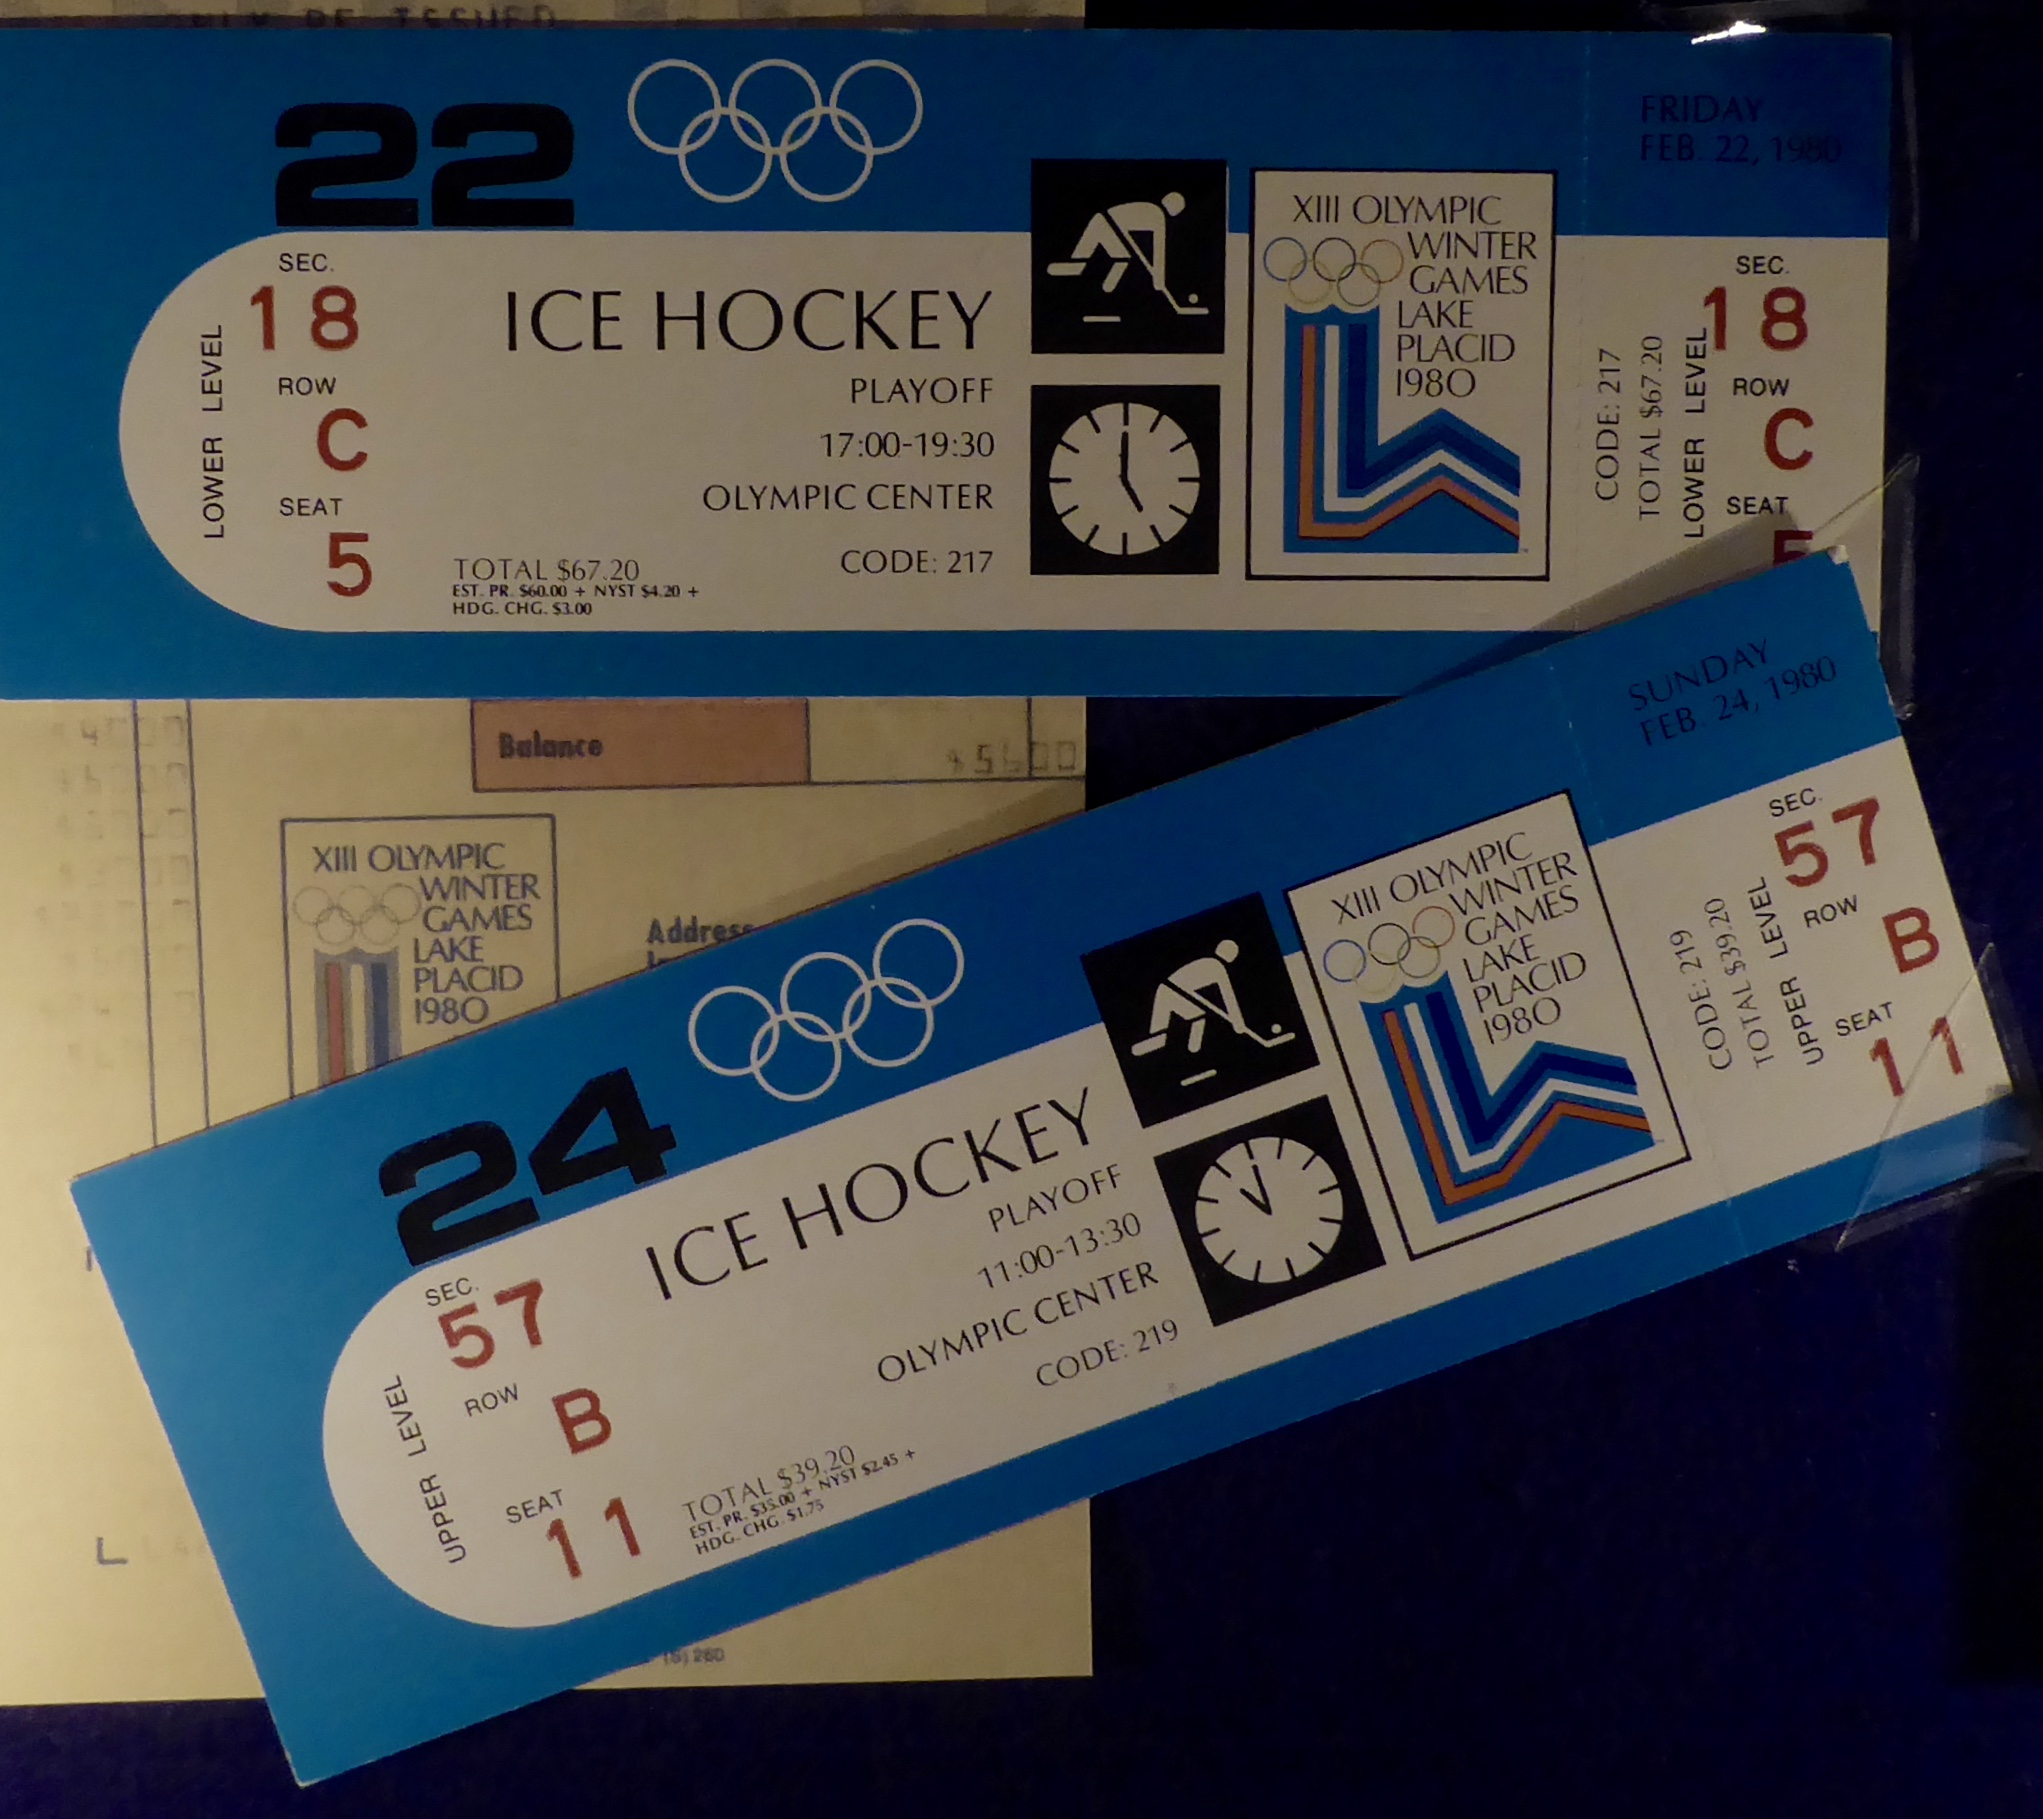 22
FRIDAY
FEB. 22, 1980
SEC.
18
ROW
C
SEAT
5
LOWER LEVEL
ICE HOCKEY
PLAYOFF
17:00-19:30
OLYMPIC CENTER
CODE: 217
TOTAL $67.20
EST. PR. $60.00 + NYST $4.20 +
HDG. CHG. $3.00
XIII OLYMPIC
WINTER
GAMES
LAKE
PLACID
1980
CODE: 217
TOTAL $67.20
LOWER LEVEL
SEC.
18
ROW
C
SEAT
Balance
XIII OLYMPIC
WINTER
GAMES
LAKE
PLACID
1980
Address
24
SUNDAY
FEB. 24, 1980
SEC.
57
ROW
B
SEAT
11
UPPER LEVEL
ICE HOCKEY
PLAYOFF
11:00-13:30
OLYMPIC CENTER
CODE: 219
TOTAL $39.20
EST. PR. $35.00 + NYST $2.45 +
HDG. CHG. $1.75
XIII OLYMPIC
WINTER
GAMES
LAKE
PLACID
1980
CODE: 219
TOTAL $39.20
UPPER LEVEL
SEC.
57
ROW
B
SEAT
11
L